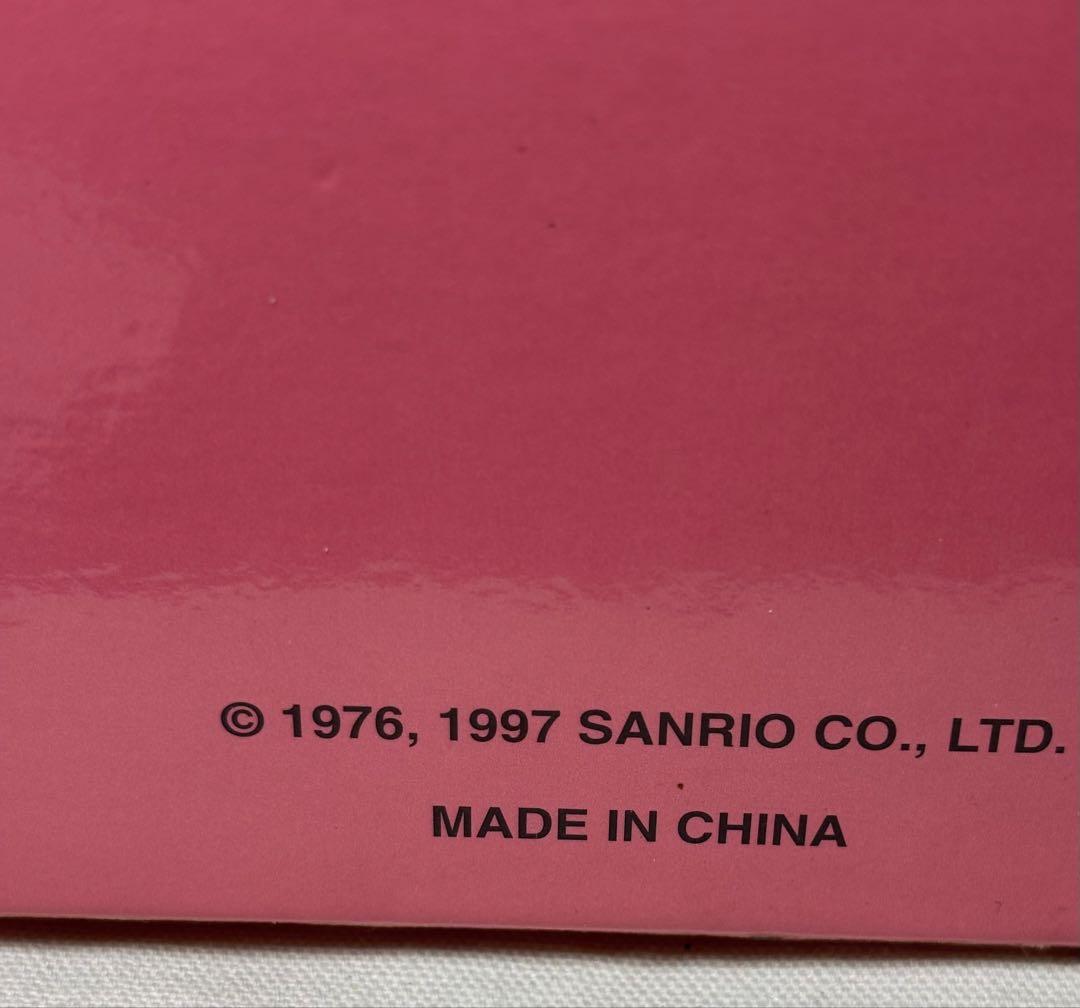 © 1976, 1997 SANRIO CO., LTD.
MADE IN CHINA